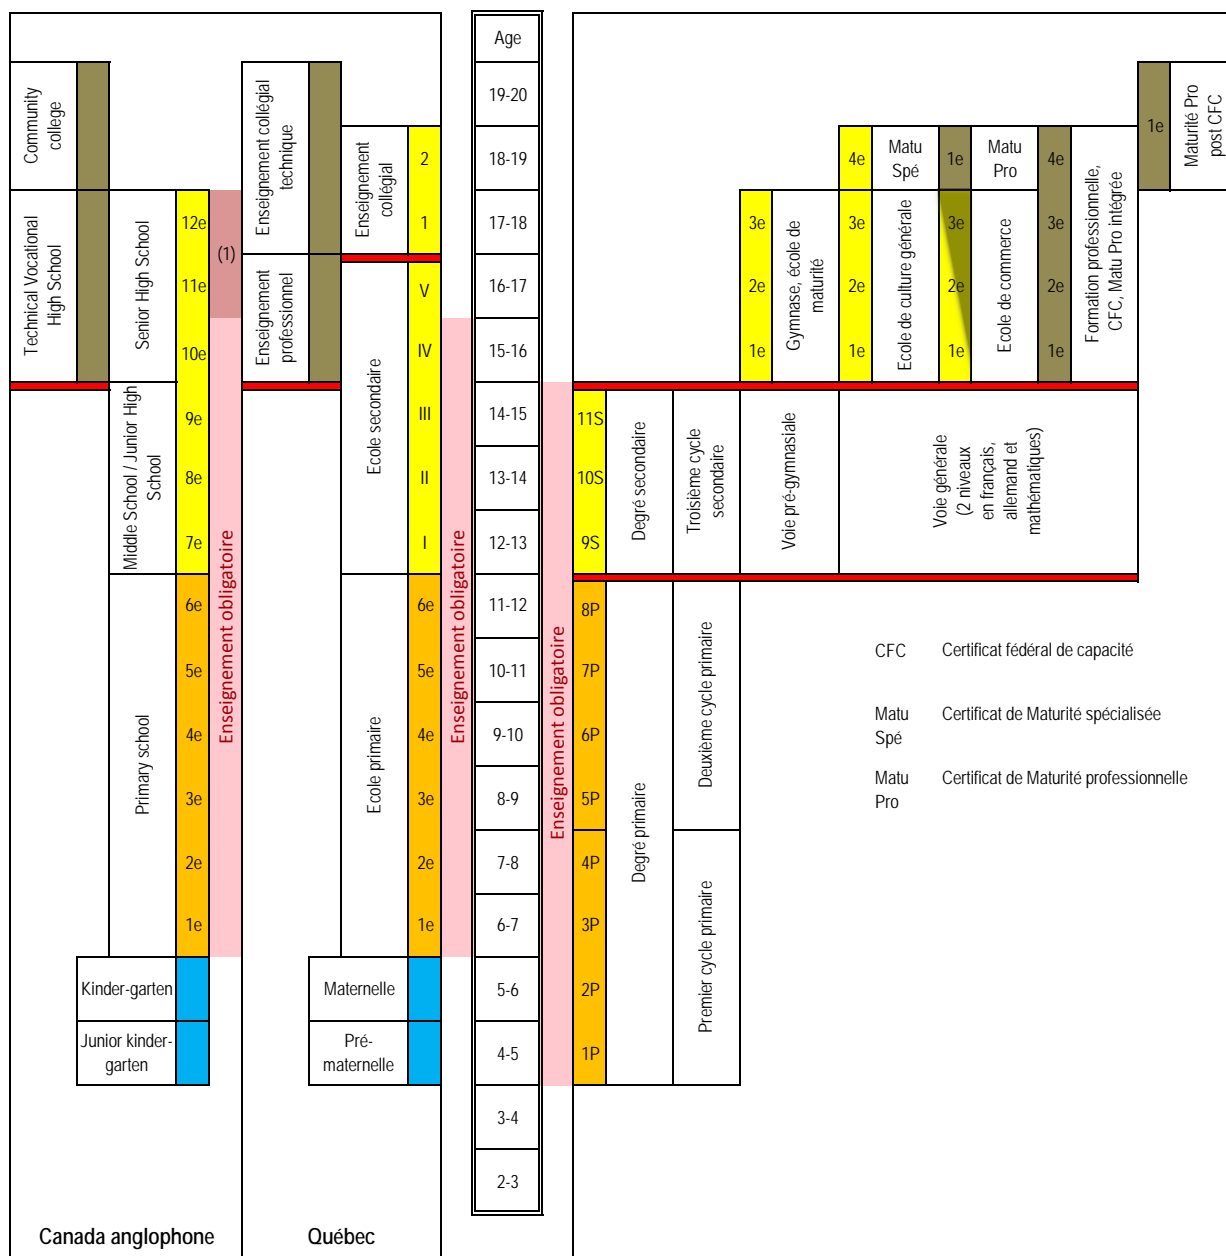 Age
19-20
18-19
17-18
16-17
15-16
14-15
13-14
12-13
11-12
10-11
9-10
8-9
7-8
6-7
5-6
4-5
3-4
2-3
Community
college
Technical Vocational
High School
Senior High School
Middle School / Junior High
School
Primary school
12e
11e
10e
9e
8e
7e
6e
5e
4e
3e
2e
1e
(1)
Enseignement obligatoire
Kinder-garten
Junior kinder-
garten
Canada anglophone
Enseignement collégial
technique
Enseignement
professionnel
Enseignement
collégial
Ecole secondaire
Ecole primaire
2
1
V
IV
III
II
I
6e
5e
4e
3e
2e
1e
Enseignement obligatoire
Maternelle
Pré-
maternelle
Québec
Enseignement obligatoire
11S
10S
9S
8P
7P
6P
5P
4P
3P
2P
1P
Degré secondaire
Degré primaire
Troisième cycle
secondaire
Deuxième cycle primaire
Premier cycle primaire
Voie pré-gymnasiale
Voie générale
(2 niveaux
en français,
allemand et
mathématiques)
3e
2e
1e
Gymnase, école de
maturité
4e
3e
2e
1e
Matu
Spé
Ecole de culture générale
1e
3e
2e
1e
Matu
Pro
Ecole de commerce
4e
3e
2e
1e
Formation professionnelle,
CFC, Matu Pro intégrée
1e
Maturité Pro
post CFC
CFC Certificat fédéral de capacité
Matu Certificat de Maturité spécialisée
Spé
Matu Certificat de Maturité professionnelle
Pro